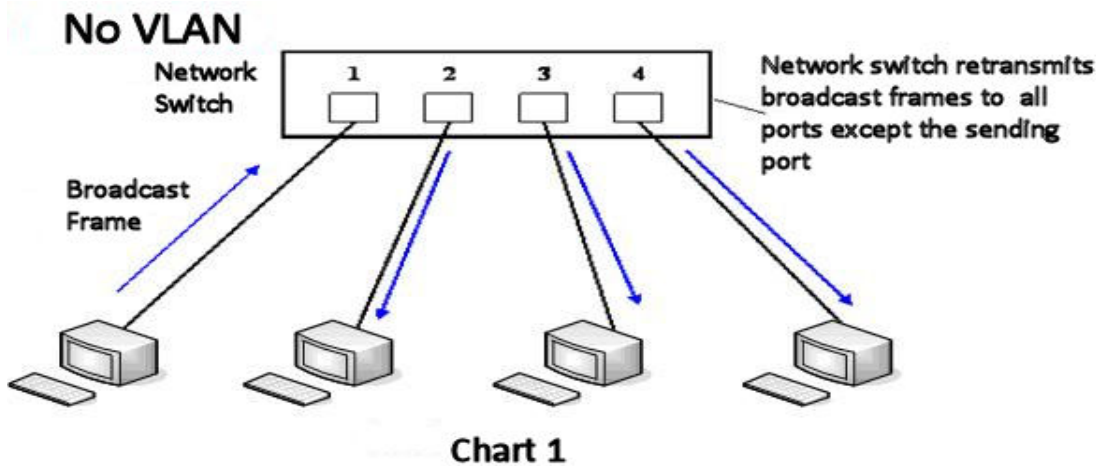 No VLAN
Network
Switch
1 2 3 4
Network switch retransmits
broadcast frames to all
ports except the sending
port
Broadcast
Frame
Chart 1